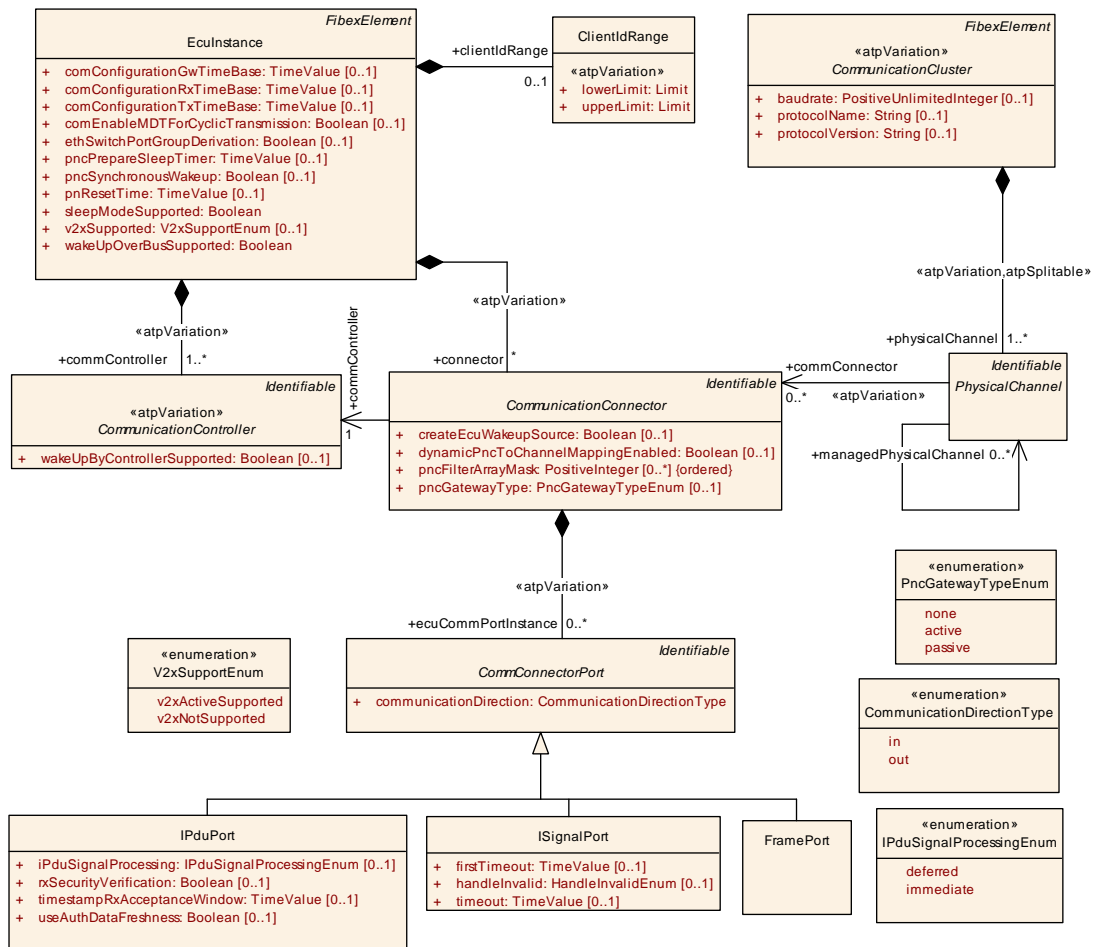 FibexElement
EcuInstance
+ comConfigurationGwTimeBase: TimeValue [0..1]
+ comConfigurationRxTimeBase: TimeValue [0..1]
+ comConfigurationTxTimeBase: TimeValue [0..1]
+ comEnableMDTForCyclicTransmission: Boolean [0..1]
+ ethSwitchPortGroupDerivation: Boolean [0..1]
+ pncPrepareSleepTimer: TimeValue [0..1]
+ pncSynchronousWakeup: Boolean [0..1]
+ pnResetTime: TimeValue [0..1]
+ sleepModeSupported: Boolean
+ v2xSupported: V2xSupportEnum [0..1]
+ wakeUpOverBusSupported: Boolean
+clientIdRange
0..1
ClientIdRange
«atpVariation»
+ lowerLimit: Limit
+ upperLimit: Limit
FibexElement
«atpVariation»
CommunicationCluster
+ baudrate: PositiveUnlimitedInteger [0..1]
+ protocolName: String [0..1]
+ protocolVersion: String [0..1]
«atpVariation»
+commController 1..*
«atpVariation»
+connector *
«atpVariation,atpSplitable»
+physicalChannel 1..*
Identifiable
«atpVariation»
CommunicationController
+ wakeUpByControllerSupported: Boolean [0..1]
+commController
1
Identifiable
CommunicationConnector
+ createEcuWakeupSource: Boolean [0..1]
+ dynamicPncToChannelMappingEnabled: Boolean [0..1]
+ pncFilterArrayMask: PositiveInteger [0..*] {ordered}
+ pncGatewayType: PncGatewayTypeEnum [0..1]
+commConnector
0..*
«atpVariation»
Identifiable
PhysicalChannel
+managedPhysicalChannel 0..*
«atpVariation»
+ecuCommPortInstance 0..*
«enumeration»
PncGatewayTypeEnum
none
active
passive
«enumeration»
V2xSupportEnum
v2xActiveSupported
v2xNotSupported
Identifiable
CommConnectorPort
+ communicationDirection: CommunicationDirectionType
«enumeration»
CommunicationDirectionType
in
out
IPduPort
+ iPduSignalProcessing: IPduSignalProcessingEnum [0..1]
+ rxSecurityVerification: Boolean [0..1]
+ timestampRxAcceptanceWindow: TimeValue [0..1]
+ useAuthDataFreshness: Boolean [0..1]
ISignalPort
+ firstTimeout: TimeValue [0..1]
+ handleInvalid: HandleInvalidEnum [0..1]
+ timeout: TimeValue [0..1]
FramePort
«enumeration»
IPduSignalProcessingEnum
deferred
immediate